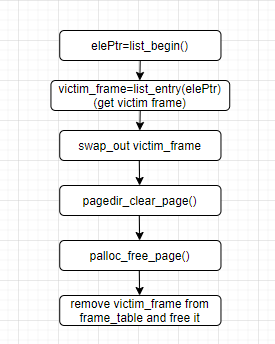 elePtr=list_begin()
victim_frame=list_entry(elePtr)
(get victim frame)
swap_out victim_frame
pagedir_clear_page()
palloc_free_page()
remove victim_frame from
frame_table and free it